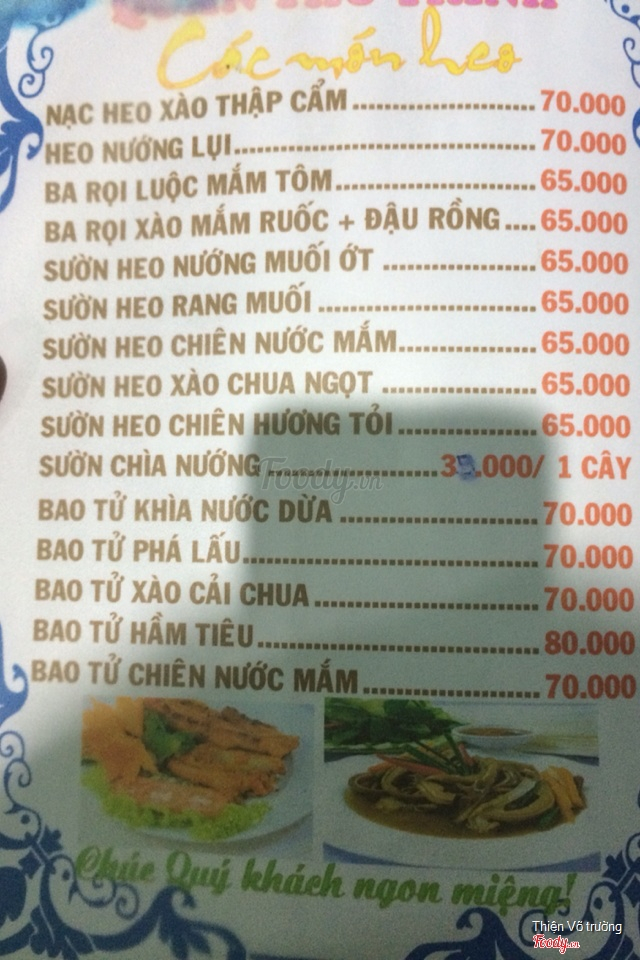 Các món heo
NẠC HEO XÀO THẬP CẨM........................70.000
HEO NƯỚNG LỤI........................70.000
BA RỌI LUỘC MẮM TÔM........................65.000
BA RỌI XÀO MẮM RUỐC + ĐẬU RỒNG....65.000
SƯỜN HEO NƯỚNG MUỐI ỚT ........................65.000
SƯỜN HEO RANG MUỐI ........................65.000
SƯỜN HEO CHIÊN NƯỚC MẮM........................65.000
SƯỜN HEO XÀO CHUA NGỌT ........................65.000
SƯỜN HEO CHIÊN HƯƠNG TỎI........................65.000
SƯỜN CHÌA NƯỚNG........................35.000/ 1 CÂY
BAO TỬ KHÌA NƯỚC DỪA ........................70.000
BAO TỬ PHÁ LẤU........................70.000
BAO TỬ XÀO CẢI CHUA........................70.000
BAO TỬ HẦM TIÊU........................80.000
BAO TỬ CHIÊN NƯỚC MẮM........................70.000
Chúc Quý khách ngon miệng!
Foody.vn
Thiện Võ trường
Foody.vn